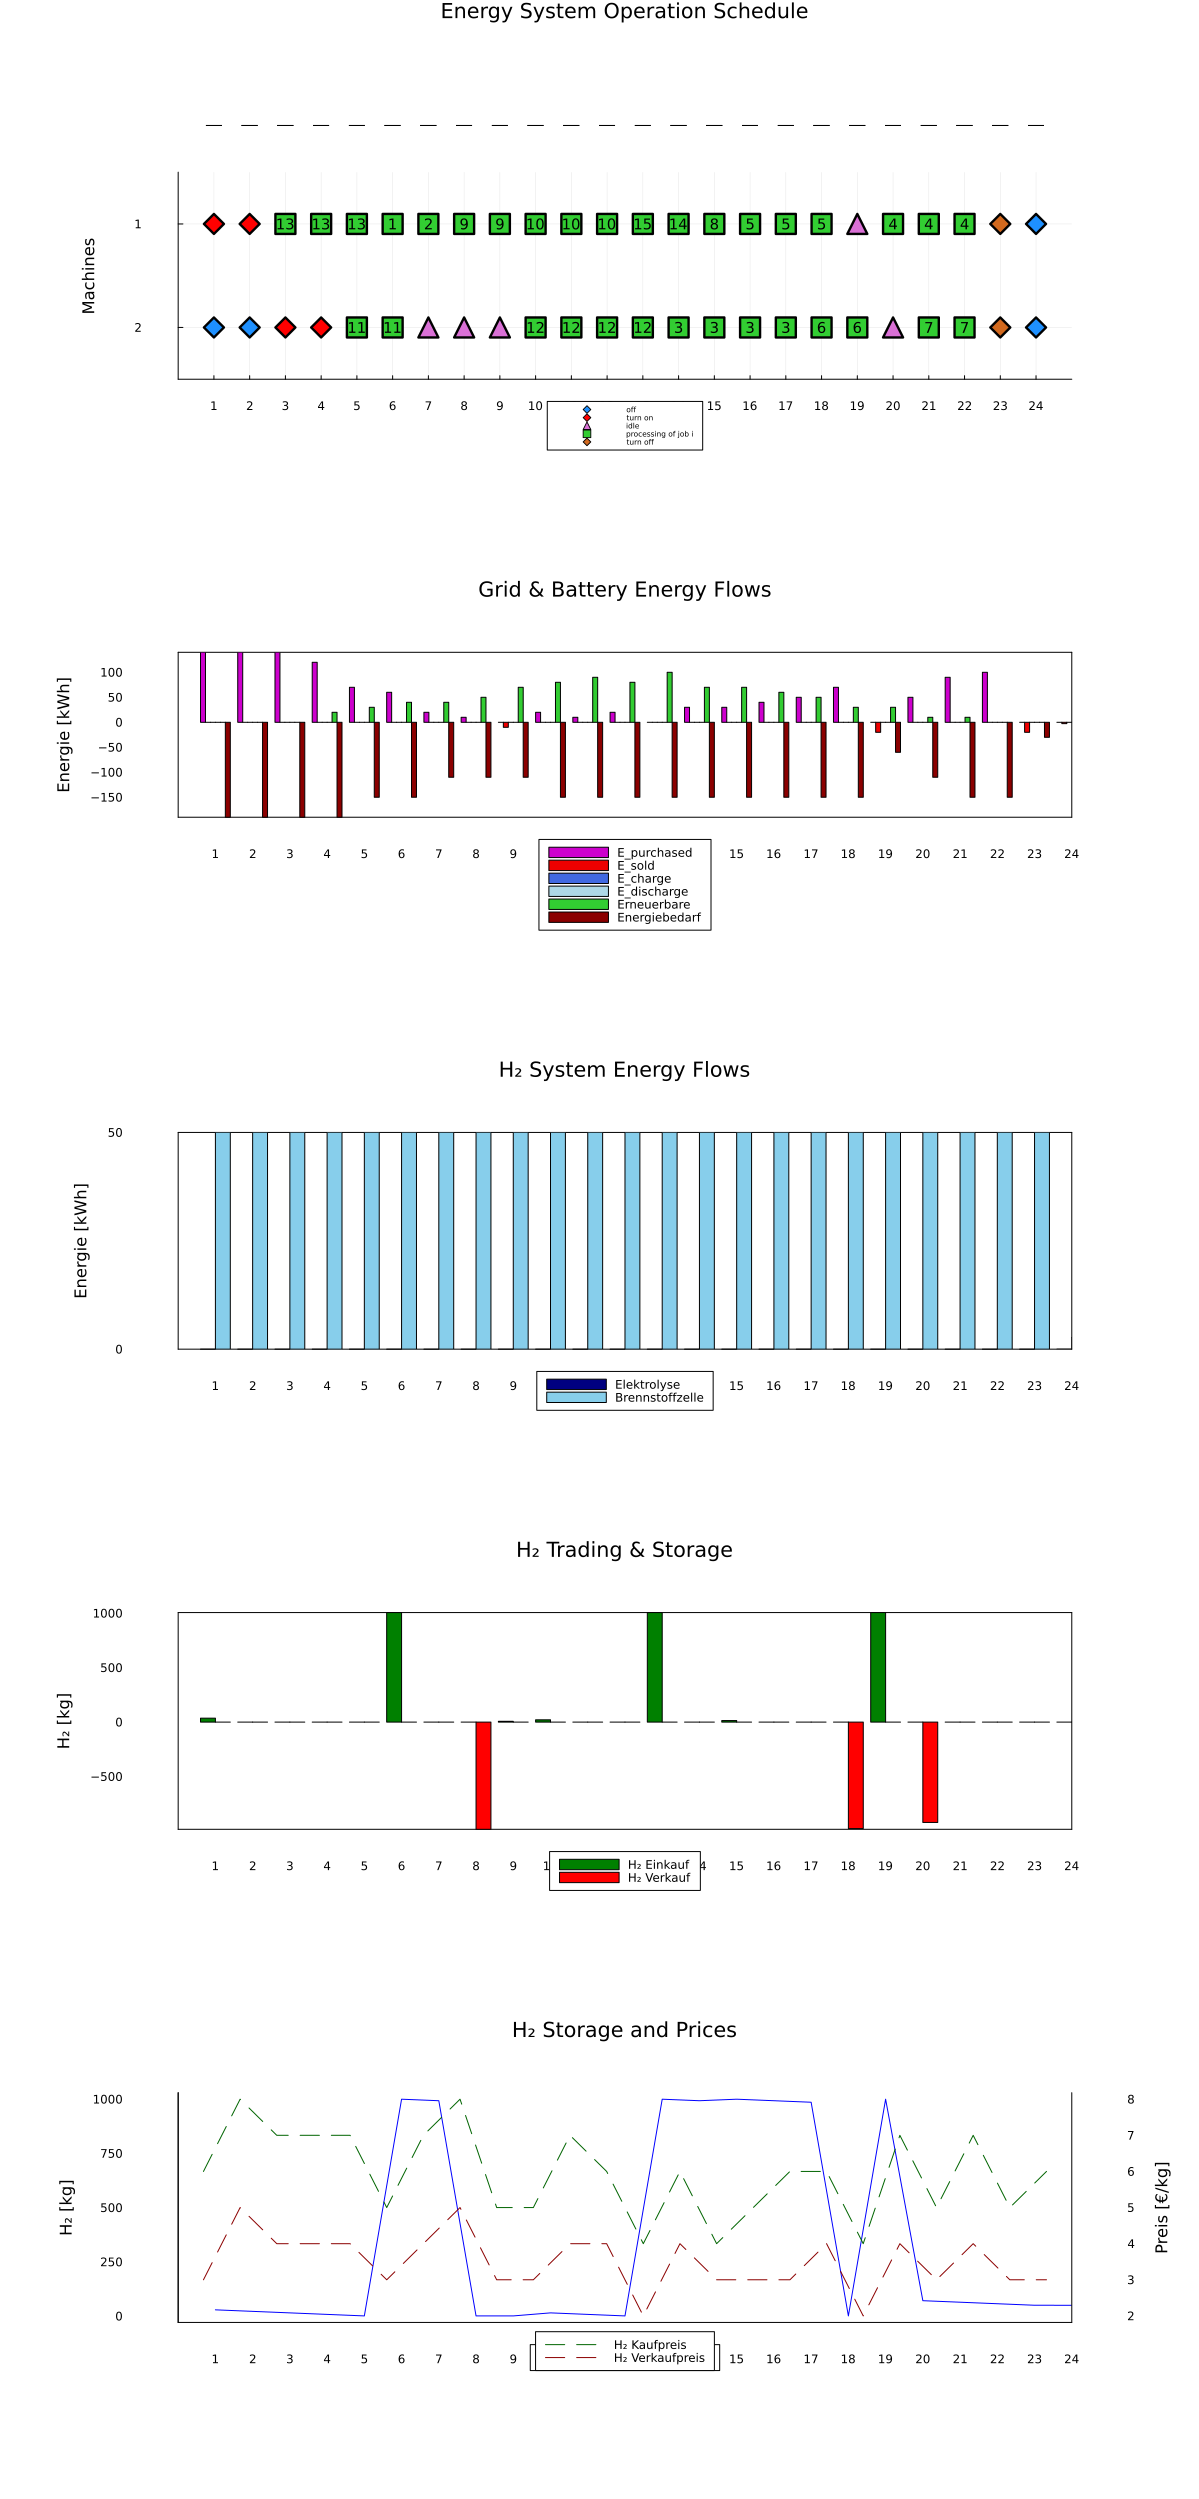 Energy System Operation Schedule
Machines
1
13 13 13 1 2 9 9 10 10 10 15 14 8 5 5 5 4 4 4
2
11 11 12 12 12 12 3 3 3 3 6 6 7 7
1 2 3 4 5 6 7 8 9 10 15 16 17 18 19 20 21 22 23 24
off
turn on
idle
processing of job i
turn off
Grid & Battery Energy Flows
Energie [kWh]
100
50
0
−50
−100
−150
1 2 3 4 5 6 7 8 9 15 16 17 18 19 20 21 22 23 24
E_purchased
E_sold
E_charge
E_discharge
Erneuerbare
Energiebedarf
H₂ System Energy Flows
Energie [kWh]
50
0
1 2 3 4 5 6 7 8 9 15 16 17 18 19 20 21 22 23 24
Elektrolyse
Brennstoffzelle
H₂ Trading & Storage
H₂ [kg]
1000
500
0
−500
1 2 3 4 5 6 7 8 9 1 4 15 16 17 18 19 20 21 22 23 24
H₂ Einkauf
H₂ Verkauf
H₂ Storage and Prices
H₂ [kg]
1000
750
500
250
0
Preis [€/kg]
8
7
6
5
4
3
2
1 2 3 4 5 6 7 8 9 15 16 17 18 19 20 21 22 23 24
H₂ Kaufpreis
H₂ Verkaufpreis